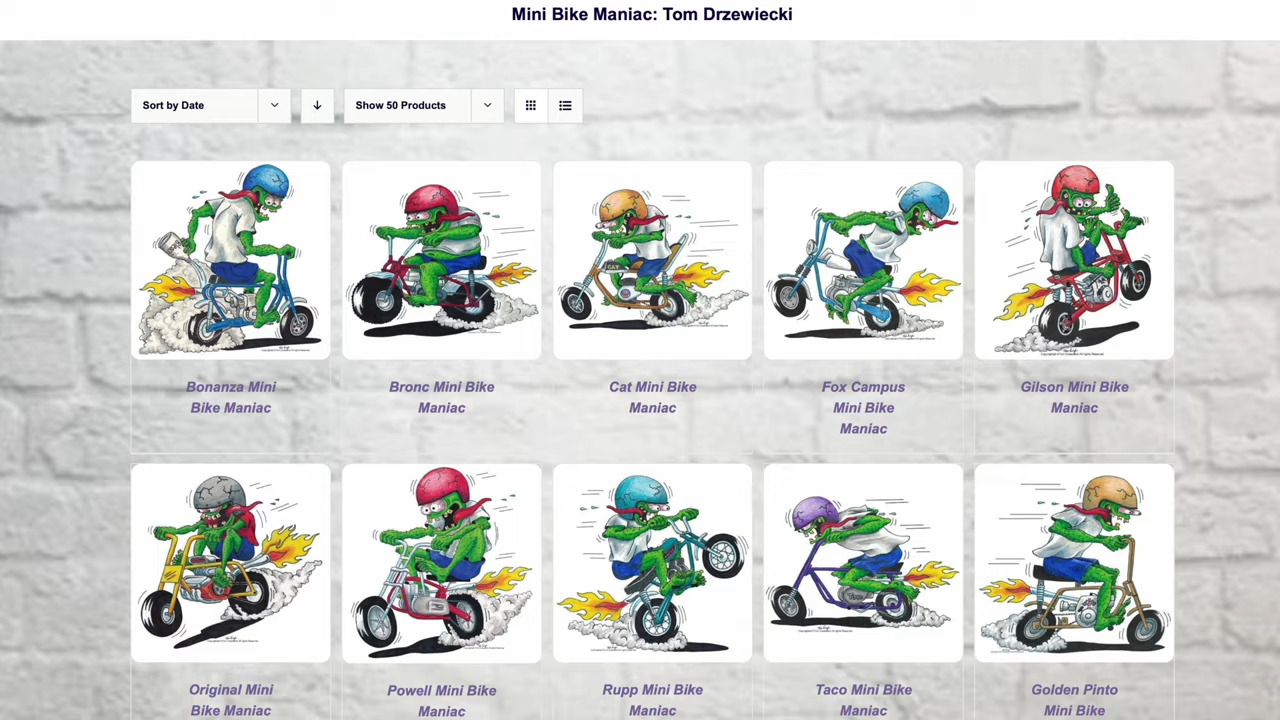 Mini Bike Maniac: Tom Drzewiecki
Sort by Date
Show 50 Products
CAT
Bonanza Mini
Bike Maniac
Bronc Mini Bike
Maniac
Cat Mini Bike
Maniac
Fox Campus
Mini Bike
Maniac
Gilson Mini Bike
Maniac
Original Mini
Bike Maniac
Powell Mini Bike
Maniac
Rupp Mini Bike
Maniac
Taco Mini Bike
Maniac
Golden Pinto
Mini Bike